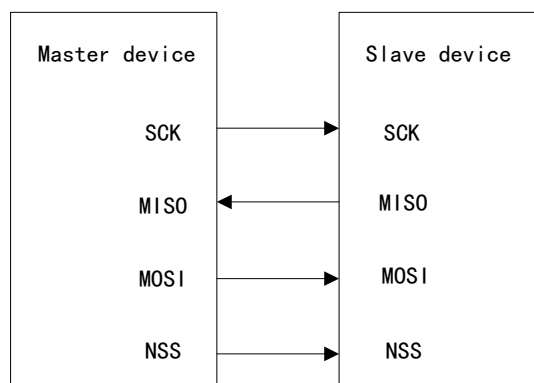 Master device
SCK
MISO
MOSI
NSS
Slave device
SCK
MISO
MOSI
NSS